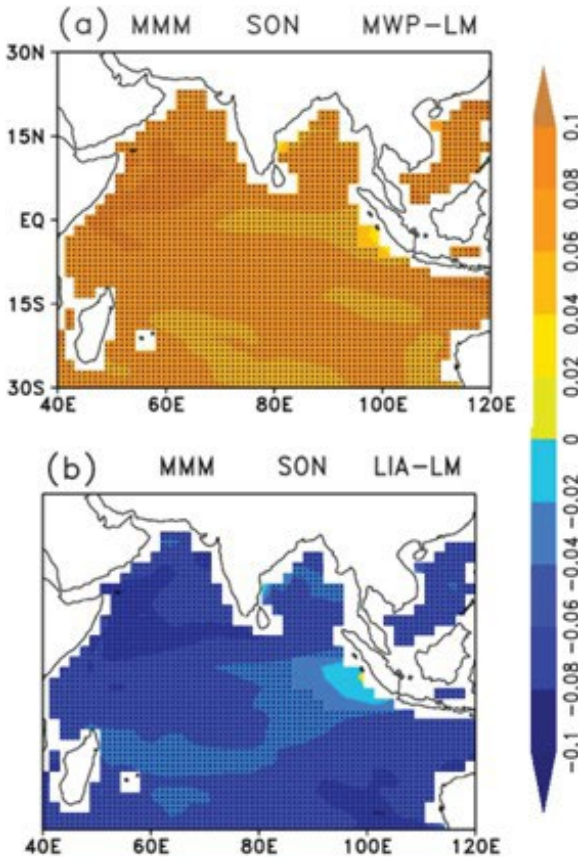 (a) MMM SON MWP-LM
30N
15N
EQ
15S
30S
40E 60E 80E 100E 120E
(b) MMM SON LIA-LM
40E 60E 80E 100E 120E
0.1
0.08
0.06
0.04
0.02
0
-0.02
-0.04
-0.06
-0.08
-0.1